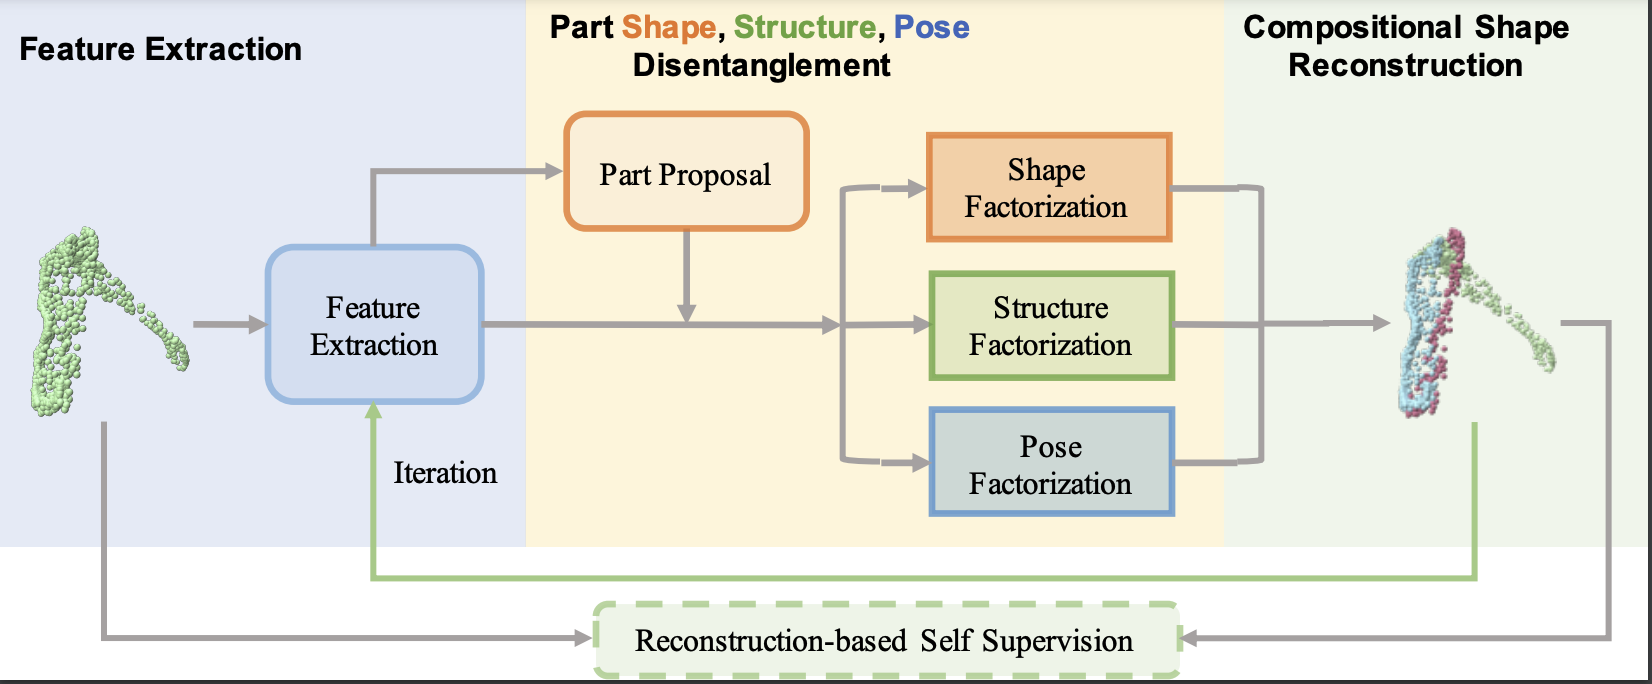 Feature Extraction
Part Shape, Structure, Pose
Disentanglement
Compositional Shape
Reconstruction
Part Proposal
Feature
Extraction
Shape
Factorization
Structure
Factorization
Pose
Factorization
Iteration
Reconstruction-based Self Supervision